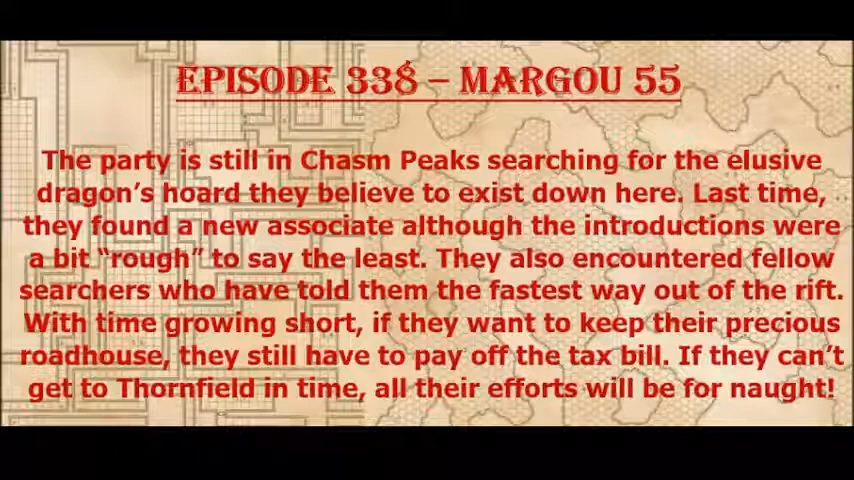 EPISODE 338 – MARGOU 55
The party is still in Chasm Peaks searching for the elusive
dragon's hoard they believe to exist down here. Last time,
they found a new associate although the introductions were
a bit “rough” to say the least. They also encountered fellow
searchers who have told them the fastest way out of the rift.
With time growing short, if they want to keep their precious
roadhouse, they still have to pay off the tax bill. If they can't
get to Thornfield in time, all their efforts will be for naught!